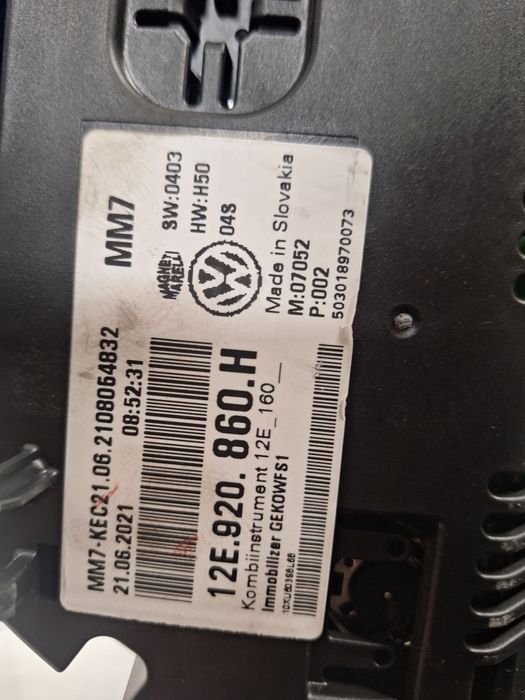 MM7-KEC21.06.2108064832
21.06.2021 08:52:31
MM7
MAGNETI MARELLI
SW:0403
HW:H50
04S
12E.920. 860.H
Kombiinstrument 12E_160__
Immobilizer GEKOWFS1
Made in Slovakia
M:07052
P:002
503018970073